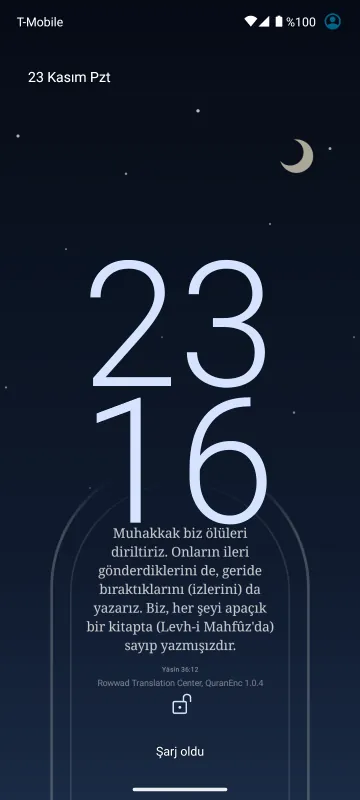 T-Mobile
%100
23 Kasım Pzt
23
16
Muhakkak biz ölüleri
diriltiriz. Onların ileri
gönderdiklerini de, geride
bıraktıklarını (izlerini) da
yazarız. Biz, her şeyi apaçık
bir kitapta (Levh-i Mahfûz'da)
sayıp yazmışızdır.
Yâsîn 36:12
Rowwad Translation Center, QuranEnc 1.0.4
Şarj oldu